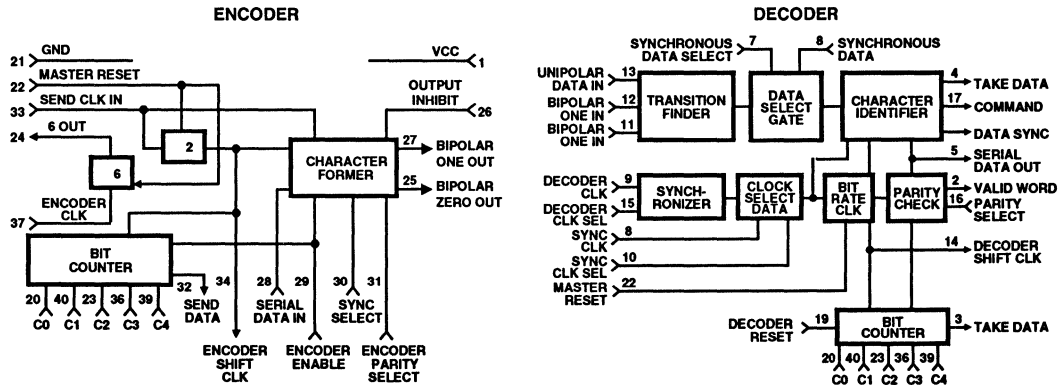 ENCODER
21 GND
22 MASTER RESET
33 SEND CLK IN
24 6 OUT
2
6
37 ENCODER
CLK
BIT
COUNTER
20 40 23 36 39
C0 C1 C2 C3 C4
32 SEND
DATA
34 ENCODER
SHIFT
CLK
VCC
1
OUTPUT
INHIBIT
26
CHARACTER
FORMER
27 BIPOLAR
ONE OUT
25 BIPOLAR
ZERO OUT
28 SERIAL
DATA IN
29 ENCODER
ENABLE
30 SYNC
SELECT
31 ENCODER
PARITY
SELECT
DECODER
SYNCHRONOUS
DATA SELECT
7
8 SYNCHRONOUS
DATA
UNIPOLAR
DATA IN
13
BIPOLAR
ONE IN
12
BIPOLAR
ONE IN
11
TRANSITION
FINDER
DATA
SELECT
GATE
CHARACTER
IDENTIFIER
4 TAKE DATA
17 COMMAND
DATA SYNC
5 SERIAL
DATA OUT
2 VALID WORD
16 PARITY
SELECT
DECODER
CLK
9
DECODER
CLK SEL
15
SYNCH-
RONIZER
CLOCK
SELECT
DATA
BIT
RATE
CLK
PARITY
CHECK
SYNC
CLK
8
SYNC
CLK SEL
10
MASTER
RESET
22
14 DECODER
SHIFT CLK
DECODER
RESET
19
BIT
COUNTER
3 TAKE DATA
20 40 23 36 39
C0 C1 C2 C3 C4